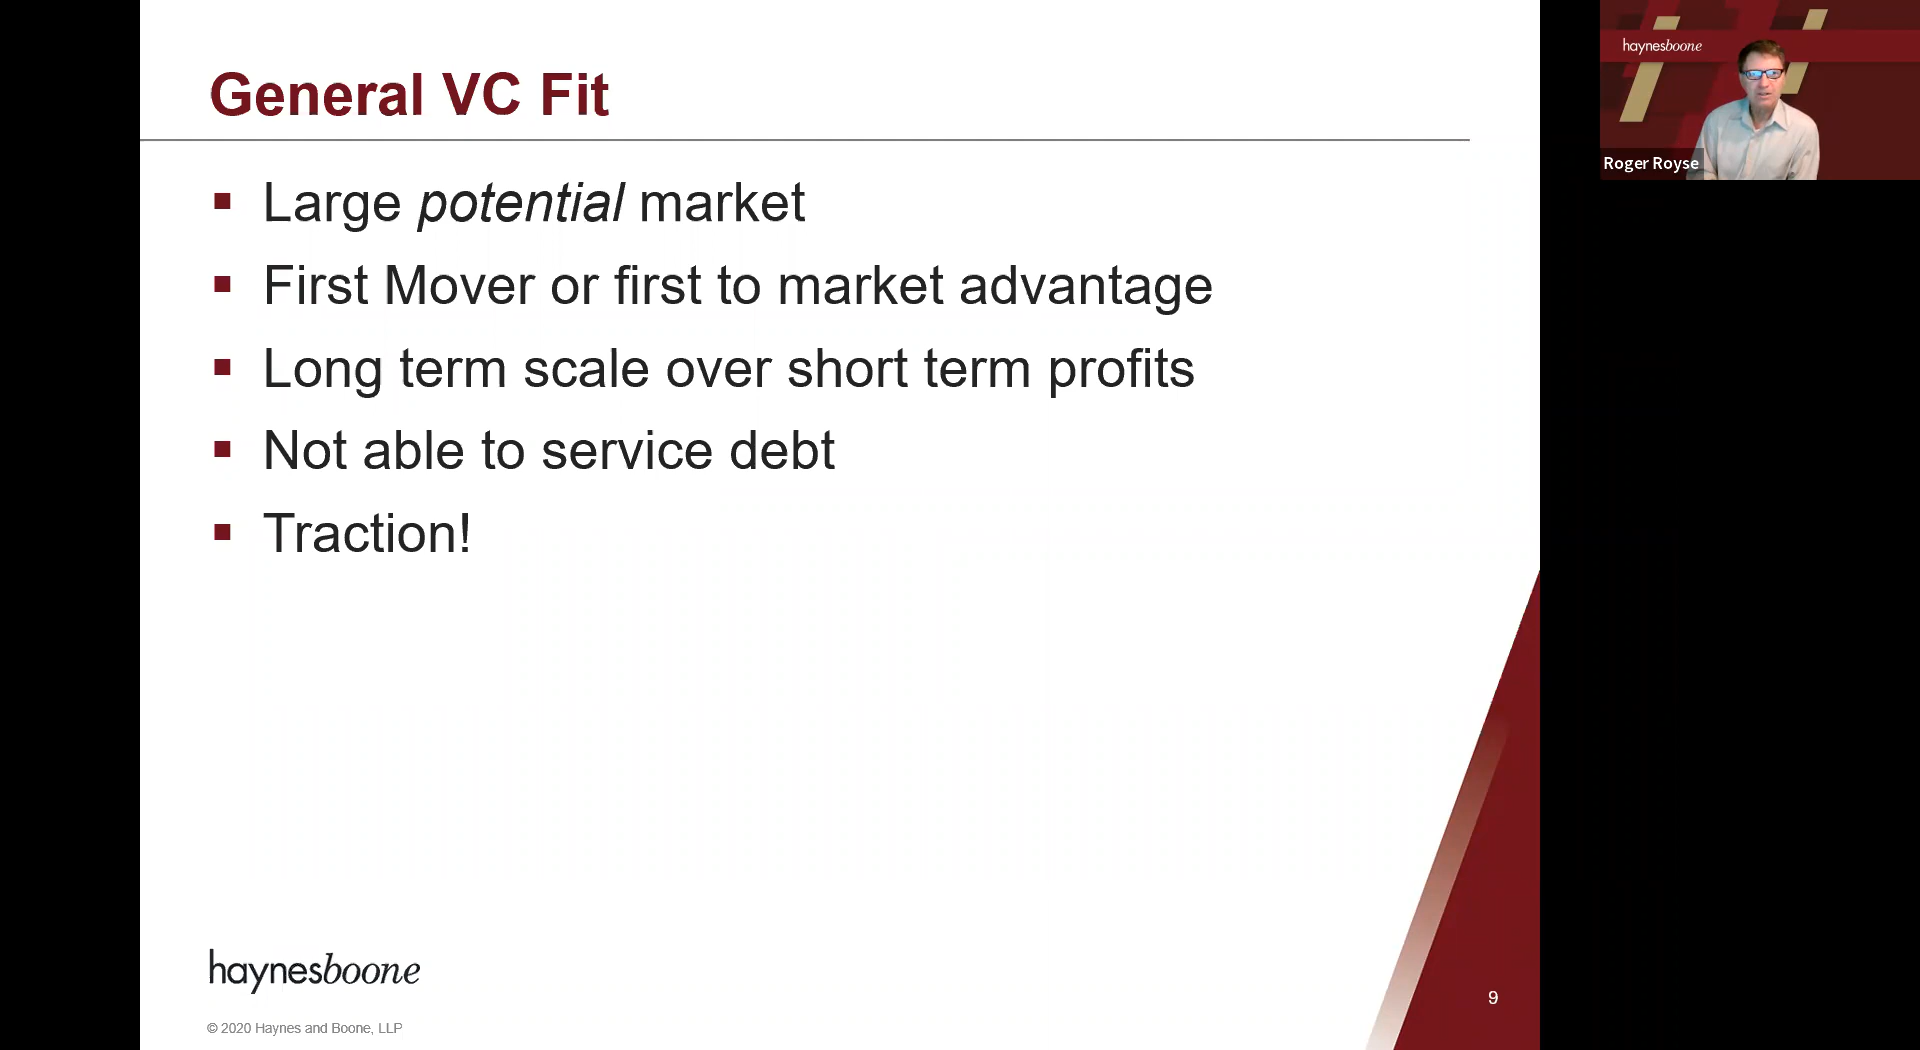 General VC Fit
Large potential market
First Mover or first to market advantage
Long term scale over short term profits
Not able to service debt
Traction!
haynesboone
© 2020 Haynes and Boone, LLP
9
haynesboone
Roger Royse